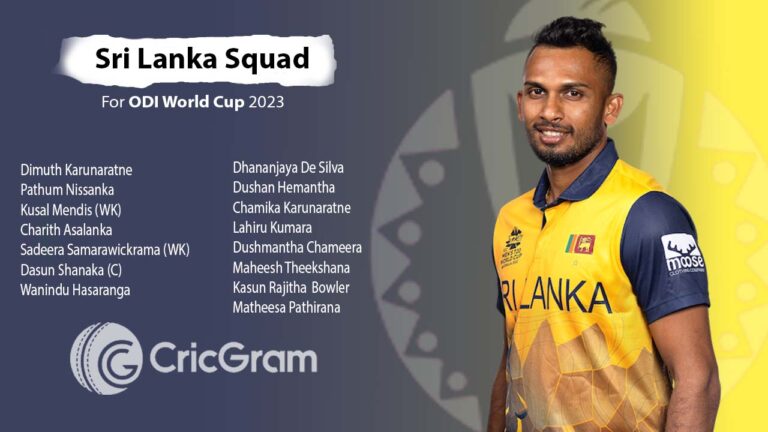 Sri Lanka Squad
For ODI World Cup 2023
Dimuth Karunaratne
Pathum Nissanka
Kusal Mendis (WK)
Charith Asalanka
Sadeera Samarawickrama (WK)
Dasun Shanaka (C)
Wanindu Hasaranga
Dhananjaya De Silva
Dushan Hemantha
Chamika Karunaratne
Lahiru Kumara
Dushmantha Chameera
Maheesh Theekshana
Kasun Rajitha Bowler
Matheesa Pathirana
CricGram
RI LANKA
moose
CLOTHING COMPANY